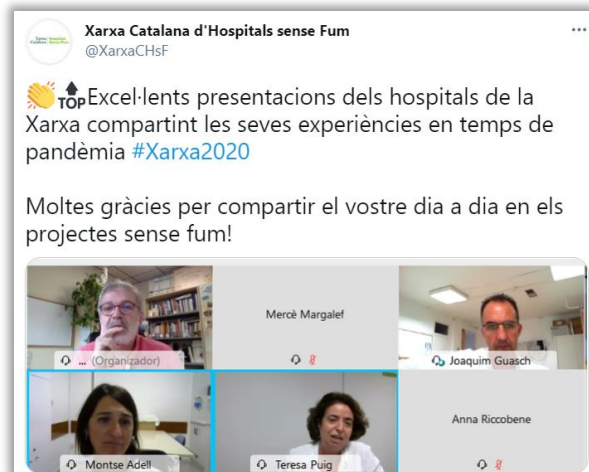 Xarxa Catalana d'Hospitals sense Fum
@XarxaCHsF
TOP Excel·lents presentacions dels hospitals de la
Xarxa compartint les seves experiències en temps de
pandèmia #Xarxa2020
Moltes gràcies per compartir el vostre dia a dia en els
projectes sense fum!
... (Organizador)
Mercè Margalef
Joaquim Guasch
Montse Adell
Teresa Puig
Anna Riccobene